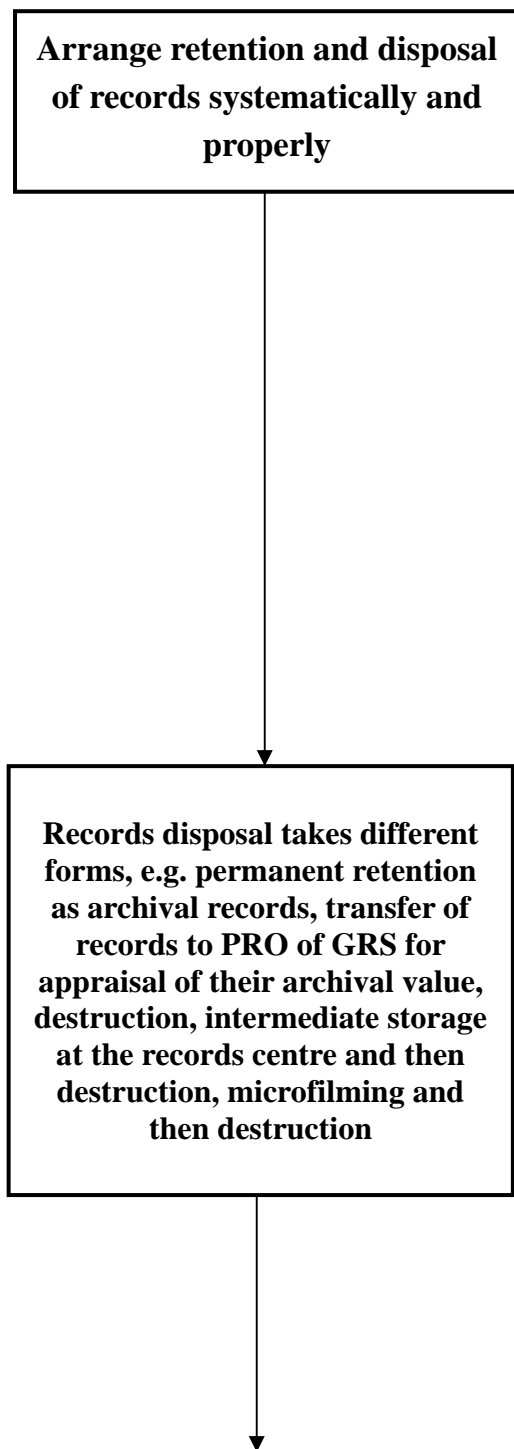 Arrange retention and disposal
of records systematically and
properly
Records disposal takes different
forms, e.g. permanent retention
as archival records, transfer of
records to PRO of GRS for
appraisal of their archival value,
destruction, intermediate storage
at the records centre and then
destruction, microfilming and
then destruction